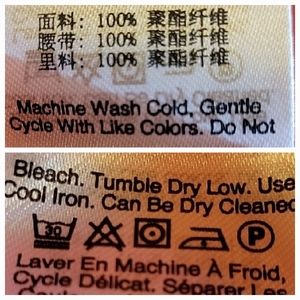 面料: 100% 聚酯纤维
腰带: 100% 聚酯纤维
里料: 100% 聚酯纤维
Machine Wash Cold, Gentle
Cycle With Like Colors. Do Not
Bleach. Tumble Dry Low. Use
Cool Iron. Can Be Dry Cleaned
30 P
Laver En Machine À Froid,
Cycle Délicat. Séparer Les